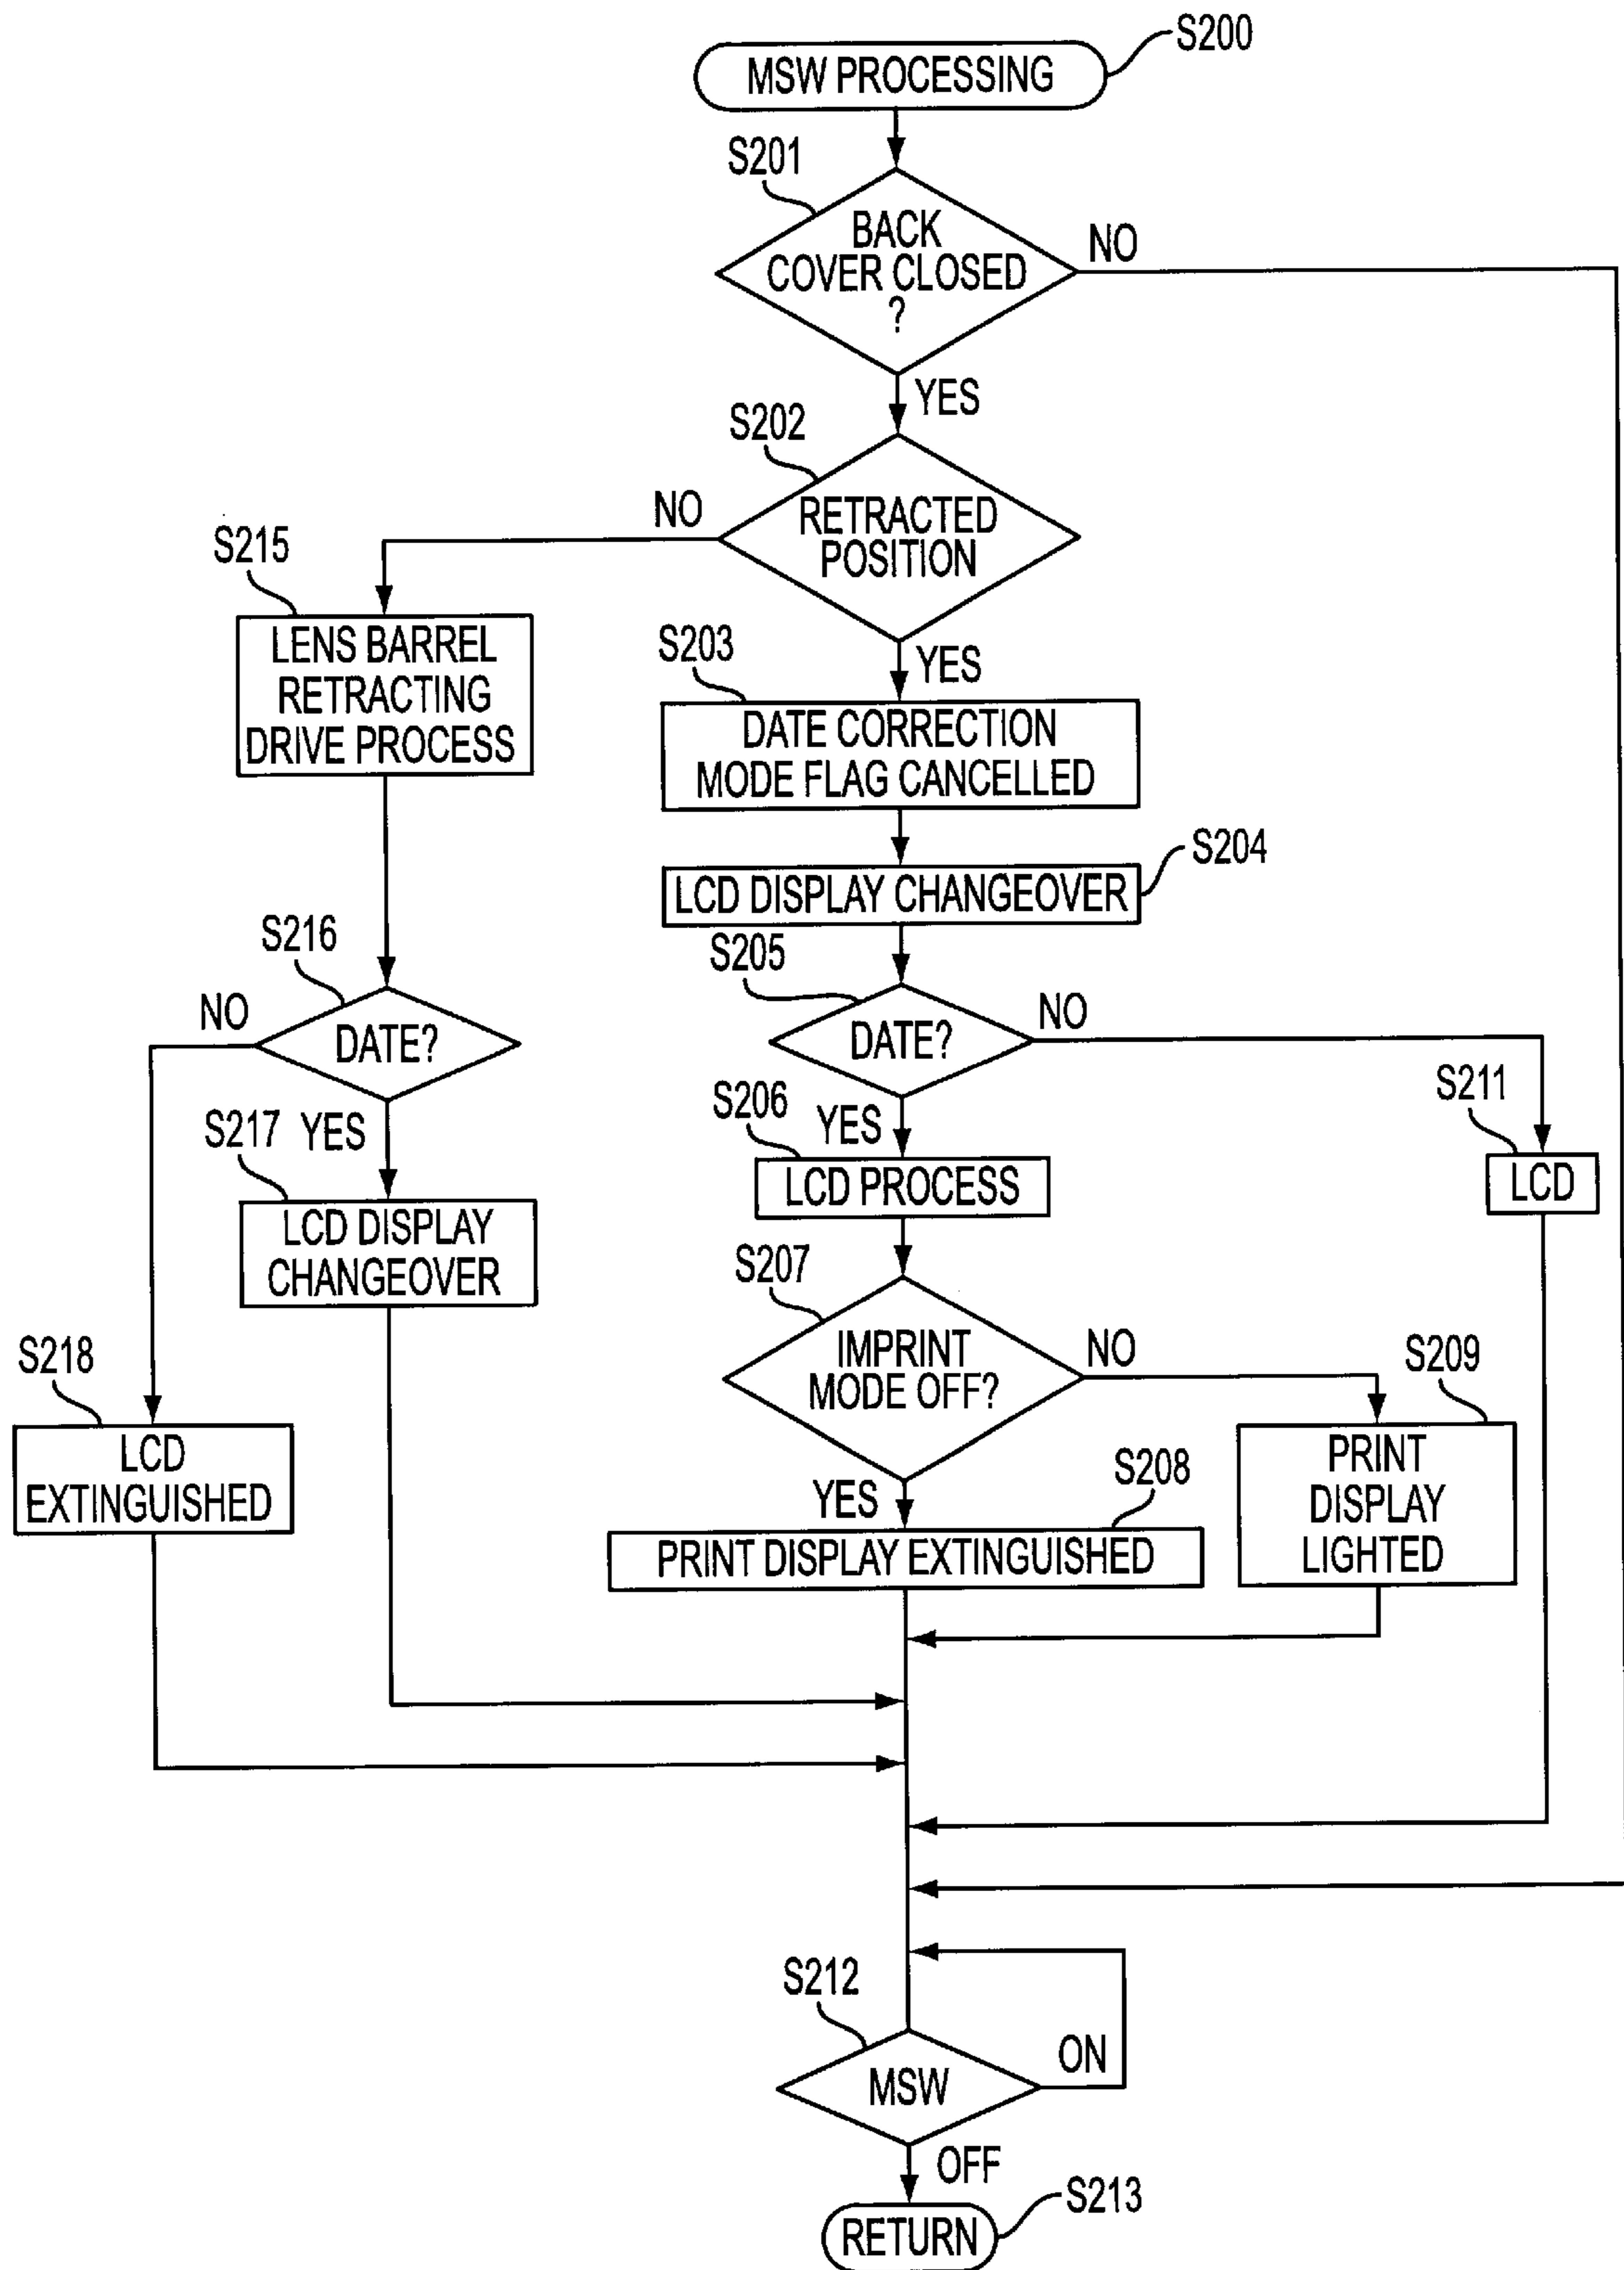 S200
MSW PROCESSING
S201
BACK
COVER CLOSED
?
NO
YES
S202
RETRACTED
POSITION
NO
YES
S215
LENS BARREL
RETRACTING
DRIVE PROCESS
S203
DATE CORRECTION
MODE FLAG CANCELLED
S204
LCD DISPLAY CHANGEOVER
S216
DATE?
NO
YES
S205
DATE?
NO
YES
S217
LCD DISPLAY
CHANGEOVER
S206
LCD PROCESS
S211
LCD
S207
IMPRINT
MODE OFF?
NO
YES
S218
LCD
EXTINGUISHED
S209
PRINT
DISPLAY
LIGHTED
S208
PRINT DISPLAY EXTINGUISHED
S212
MSW
ON
OFF
S213
RETURN